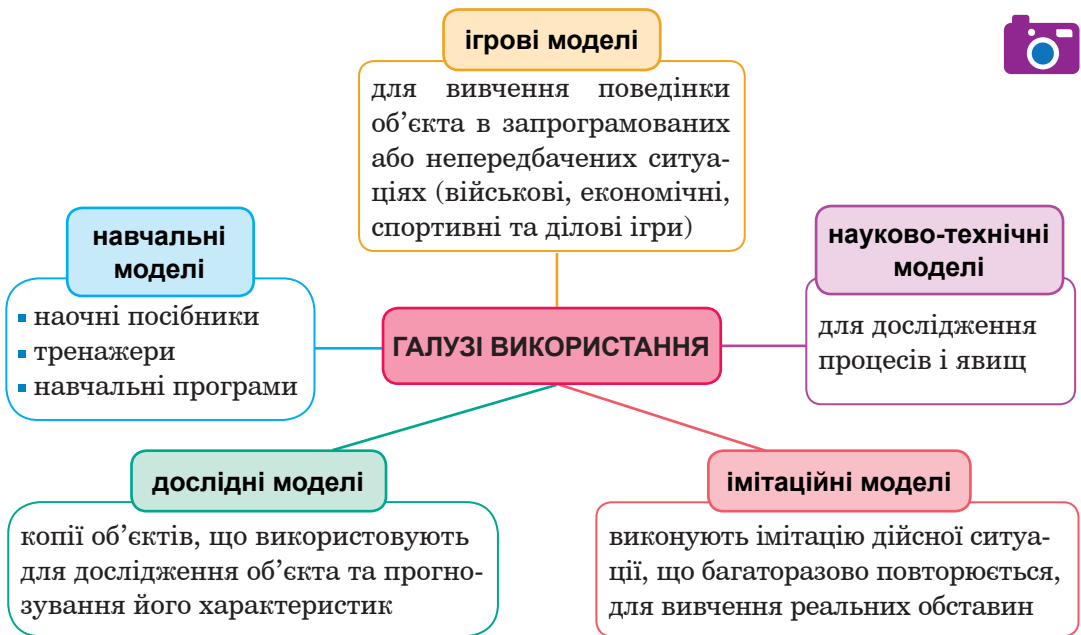 ігрові моделі
для вивчення поведінки
об’єкта в запрограмованих
або непередбачених ситуа-
ціях (військові, економічні,
спортивні та ділові ігри)
навчальні
моделі
▪ наочні посібники
▪ тренажери
▪ навчальні програми
ГАЛУЗІ ВИКОРИСТАННЯ
науково-технічні
моделі
для дослідження
процесів і явищ
дослідні моделі
копії об’єктів, що використовують
для дослідження об’єкта та прогно-
зування його характеристик
імітаційні моделі
виконують імітацію дійсної ситуа-
ції, що багаторазово повторюється,
для вивчення реальних обставин